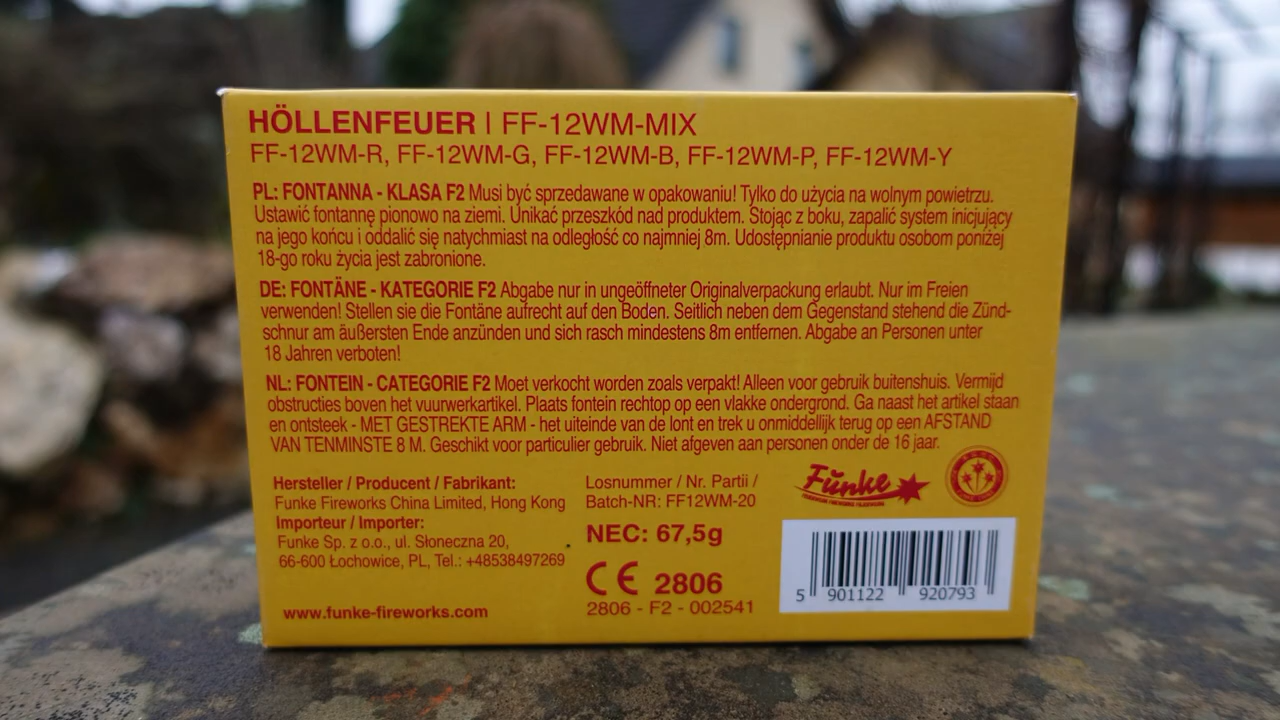 HÖLLENFEUER | FF-12WM-MIX
FF-12WM-R, FF-12WM-G, FF-12WM-B, FF-12WM-P, FF-12WM-Y
PL: FONTANNA - KLASA F2 Musi być sprzedawane w opakowaniu! Tylko do użycia na wolnym powietrzu.
Ustawić fontannę pionowo na ziemi. Unikać przeszkód nad produktem. Stojąc z boku, zapalić system inicjujący
na jego końcu i oddalić się natychmiast na odległość co najmniej 8m. Udostępnianie produktu osobom poniżej
18-go roku życia jest zabronione.
DE: FONTÄNE - KATEGORIE F2 Abgabe nur in ungeöffneter Originalverpackung erlaubt. Nur im Freien
verwenden! Stellen sie die Fontäne aufrecht auf den Boden. Seitlich neben dem Gegenstand stehend die Zünd-
schnur am äußersten Ende anzünden und sich rasch mindestens 8m entfernen. Abgabe an Personen unter
18 Jahren verboten!
NL: FONTEIN - CATEGORIE F2 Moet verkocht worden zoals verpakt! Alleen voor gebruik buitenshuis. Vermijd
obstructies boven het vuurwerkartikel. Plaats fontein rechtop op een vlakke ondergrond. Ga naast het artikel staan
en ontsteek - MET GESTREKTE ARM - het uiteinde van de lont en trek u onmiddellijk terug op een AFSTAND
VAN TENMINSTE 8 M. Geschikt voor particulier gebruik. Niet afgeven aan personen onder de 16 jaar.
Hersteller / Producent / Fabrikant:
Funke Fireworks China Limited, Hong Kong
Importeur / Importer:
Funke Sp. z o.o., ul. Słoneczna 20,
66-600 Łochowice, PL, Tel.: +48538497269
www.funke-fireworks.com
Losnummer / Nr. Partii /
Batch-NR: FF12WM-20
NEC: 67,5g
CE 2806
2806 - F2 - 002541
Funke
5 901122 920793